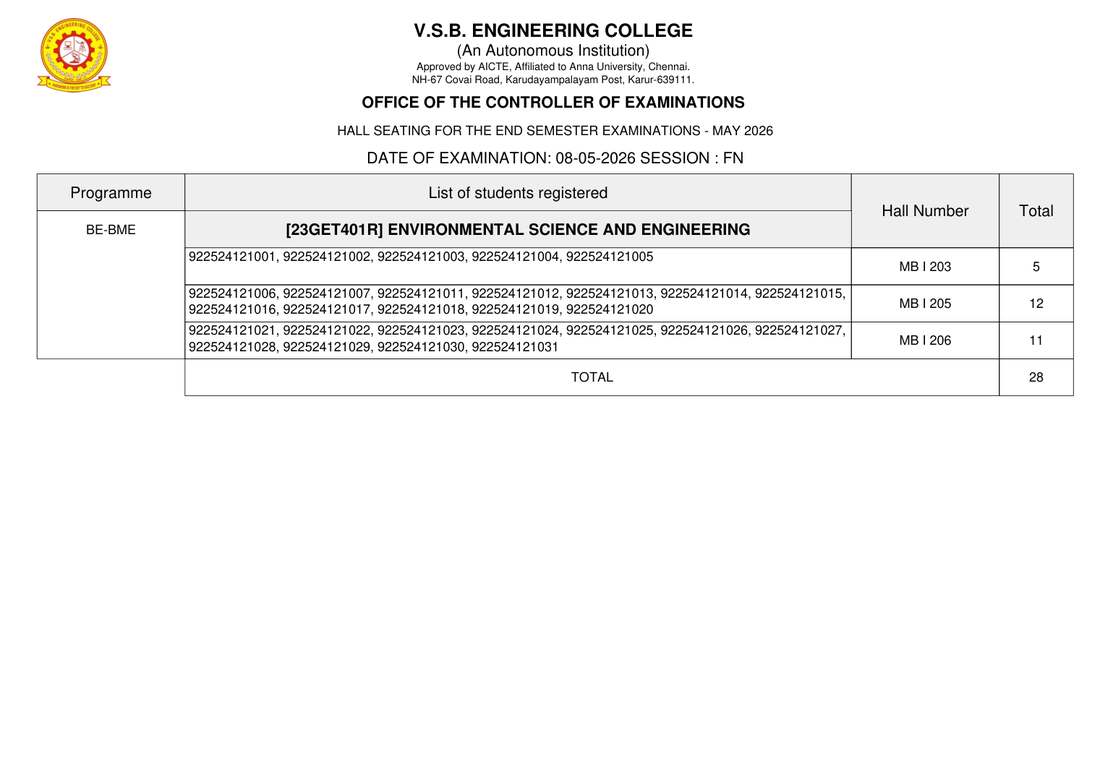 V.S.B. ENGINEERING COLLEGE
(An Autonomous Institution)
Approved by AICTE, Affiliated to Anna University, Chennai.
NH-67 Covai Road, Karudayampalayam Post, Karur-639111.
OFFICE OF THE CONTROLLER OF EXAMINATIONS
HALL SEATING FOR THE END SEMESTER EXAMINATIONS - MAY 2026
DATE OF EXAMINATION: 08-05-2026 SESSION : FN
Programme
List of students registered
Hall Number
Total
BE-BME
[23GET401R] ENVIRONMENTAL SCIENCE AND ENGINEERING
922524121001, 922524121002, 922524121003, 922524121004, 922524121005
MB I 203
5
922524121006, 922524121007, 922524121011, 922524121012, 922524121013, 922524121014, 922524121015,
922524121016, 922524121017, 922524121018, 922524121019, 922524121020
MB I 205
12
922524121021, 922524121022, 922524121023, 922524121024, 922524121025, 922524121026, 922524121027,
922524121028, 922524121029, 922524121030, 922524121031
MB I 206
11
TOTAL
28